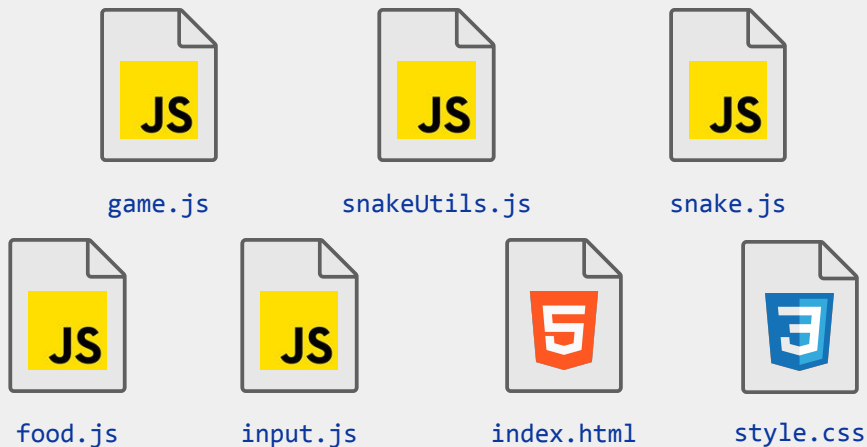 JS JS JS
game.js snakeUtils.js snake.js
JS JS 5 3
food.js input.js index.html style.css